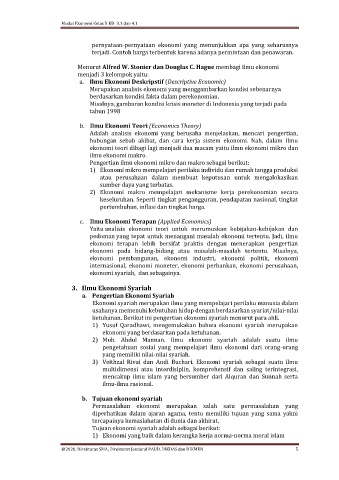 Modul Ekonomi Kelas X KD 3.1 dan 4.1
pernyataan-pernyataan ekonomi yang menunjukkan apa yang seharusnya
terjadi. Contoh harga terbentuk karena adanya permintaan dan penawaran.
Menurut Alfred W. Stonier dan Douglas C. Hague membagi ilmu ekonomi
menjadi 3 kelompok yaitu:
a. Ilmu Ekonomi Deskriptif (Descriptive Economic)
Merupakan analisis ekonomi yang menggambarkan kondisi sebenarnya
berdasarkan kondisi fakta dalam perekonomian.
Misalnya, gambaran kondisi krisis moneter di Indonesia yang terjadi pada
tahun 1998
b. Ilmu Ekonomi Teori (Economics Theory)
Adalah analisis ekonomi yang berusaha menjelaskan, mencari pengertian,
hubungan sebab akibat, dan cara kerja sistem ekonomi. Nah, dalam ilmu
ekonomi teori dibagi lagi menjadi dua macam yaitu ilmu ekonomi mikro dan
ilmu ekonomi makro.
Pengertian ilmu ekonomi mikro dan makro sebagai berikut:
1) Ekonomi mikro mempelajari perilaku individu dan rumah tangga produksi
atau perusahaan dalam membuat keputusan untuk mengalokasikan
sumber daya yang terbatas.
2) Ekonomi makro mempelajari mekanisme kerja perekonomian secara
keseluruhan. Seperti tingkat pengangguran, pendapatan nasional, tingkat
pertumbuhan, inflasi dan tingkat harga.
c. Ilmu Ekonomi Terapan (Applied Economics)
Yaitu analisis ekonomi teori untuk merumuskan kebijakan-kebijakan dan
pedoman yang tepat untuk menangani masalah ekonomi tertentu. Jadi, ilmu
ekonomi terapan lebih bersifat praktis dengan menerapkan pengertian
ekonomi pada bidang-bidang atau masalah-masalah tertentu. Misalnya,
ekonomi pembangunan, ekonomi industri, ekonomi politik, ekonomi
internasional, ekonomi moneter, ekonomi perbankan, ekonomi perusahaan,
ekonomi syariah, dan sebagainya.
3. Ilmu Ekonomi Syariah
a. Pengertian Ekonomi Syariah
Ekonomi syariah merupakan ilmu yang mempelajari perilaku manusia dalam
usahanya memenuhi kebutuhan hidup dengan berdasarkan syariat/nilai-nilai
ketuhanan. Berikut ini pengertian ekonomi syariah menurut para ahli.
1) Yusuf Qaradhawi, mengemukakan bahwa ekonomi syariah merupakan
ekonomi yang berdasarkan pada ketuhanan.
2) Moh. Abdul Mannan. Ilmu ekonomi syariah adalah suatu ilmu
pengetahuan sosial yang mempelajari ilmu ekonomi dari orang-orang
yang memiliki nilai-nilai syariah.
3) Veithzal Rivai dan Andi Buchari. Ekonomi syariah sebagai suatu ilmu
multidimensi atau interdisiplin, komprehensif dan saling terintegrasi,
mencakup ilmu islam yang bersumber dari Alquran dan Sunnah serta
ilmu-ilmu rasional.
b. Tujuan ekonomi syariah
Permasalahan ekonomi merupakan salah satu permasalahan yang
diperhatikan dalam ajaran agama, tentu memiliki tujuan yang sama yakni
tercapainya kemaslahatan di dunia dan akhirat.
Tujuan ekonomi syariah adalah sebagai berikut:
1) Ekonomi yang baik dalam kerangka kerja norma-norma moral islam
@2020, Direktorat SMA, Direktorat Jenderal PAUD, DIKDAS dan DIKMEN 5